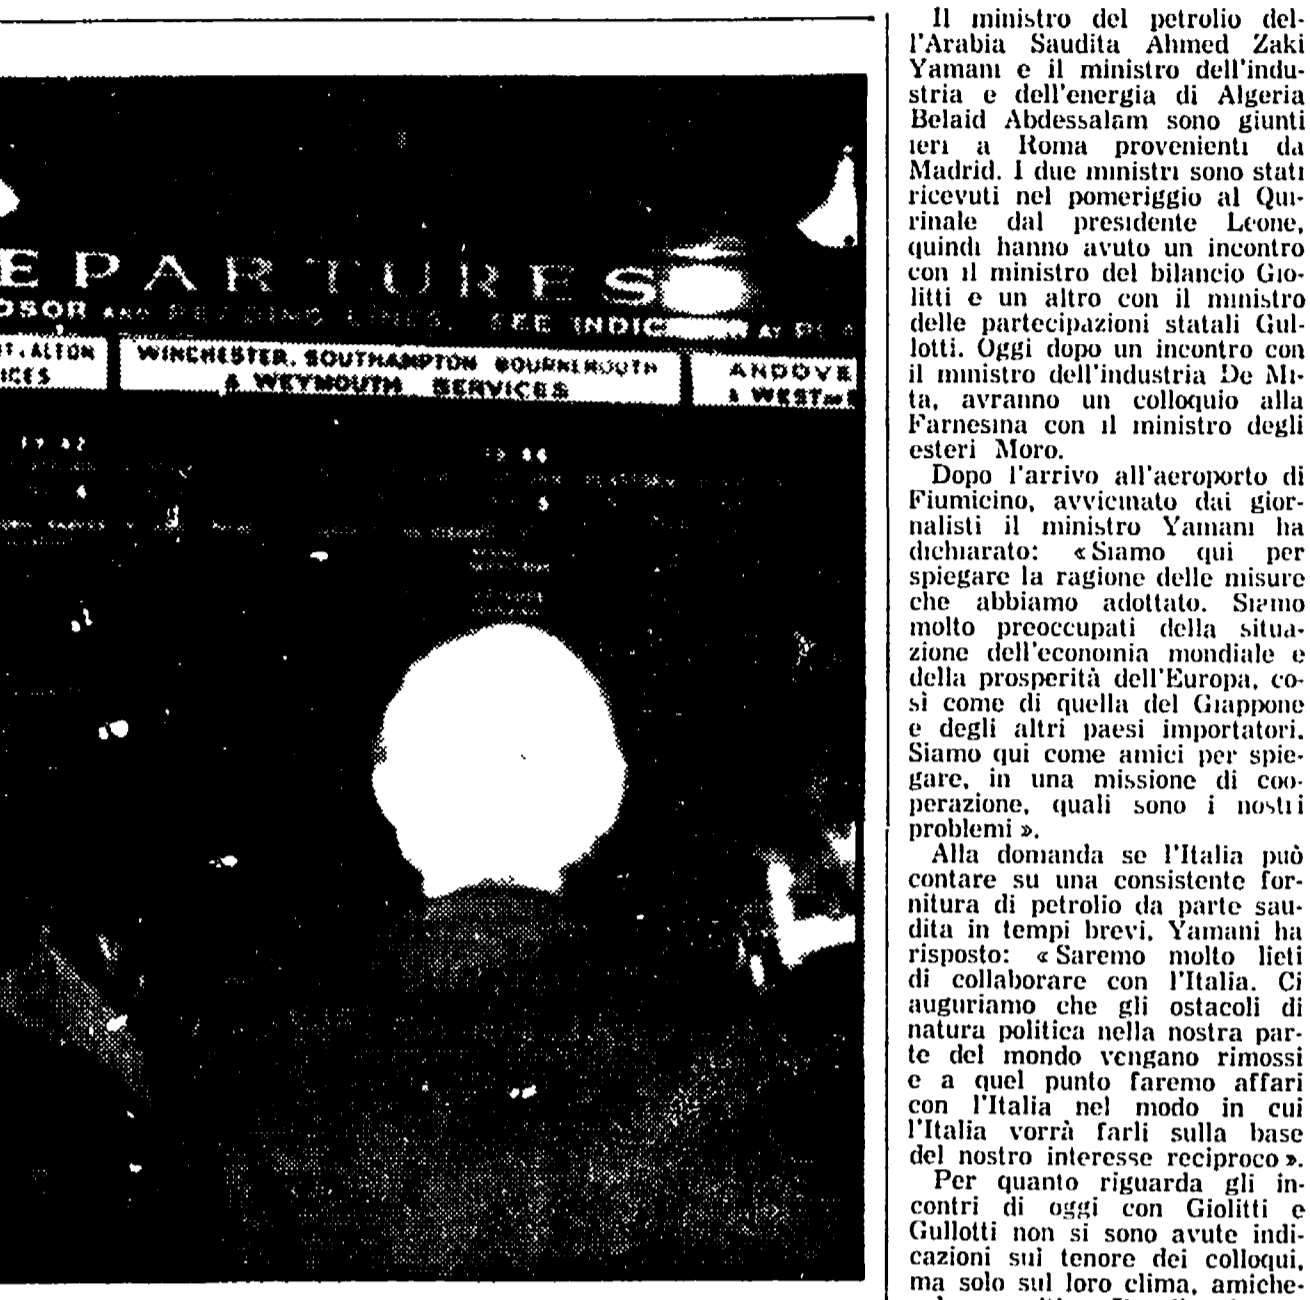 EPARTURES
DSOR AND READING LINES. SEE INDIC
T, ALTON
ICES
WINCHESTER, SOUTHAMPTON BOURNEMOUTH
& WEYMOUTH SERVICES
ANDOVE
& WEST
4
5
Il ministro del petrolio del-
l'Arabia Saudita Ahmed Zaki
Yamani e il ministro dell'indu-
stria e dell'energia di Algeria
Belaid Abdessalam sono giunti
ieri a Roma provenienti da
Madrid. I due ministri sono stati
ricevuti nel pomeriggio al Qui-
rinale dal presidente Leone,
quindi hanno avuto un incontro
con il ministro del bilancio Gio-
litti e un altro con il ministro
delle partecipazioni statali Gul-
lotti. Oggi dopo un incontro con
il ministro dell'industria De Mi-
ta, avranno un colloquio alla
Farnesina con il ministro degli
esteri Moro.
Dopo l'arrivo all'aeroporto di
Fiumicino, avvicinato dai gior-
nalisti il ministro Yamani ha
dichiarato: «Siamo qui per
spiegare la ragione delle misure
che abbiamo adottato. Siamo
molto preoccupati della situa-
zione dell'economia mondiale e
della prosperità dell'Europa, co-
sì come di quella del Giappone
e degli altri paesi importatori.
Siamo qui come amici per spie-
gare, in una missione di coo-
perazione, quali sono i nostri
problemi ».
Alla domanda se l'Italia può
contare su una consistente for-
nitura di petrolio da parte sau-
dita in tempi brevi, Yamani ha
risposto: « Saremo molto lieti
di collaborare con l'Italia. Ci
auguriamo che gli ostacoli di
natura politica nella nostra par-
te del mondo vengano rimossi
e a quel punto faremo affari
con l'Italia nel modo in cui
l'Italia vorrà farli sulla base
del nostro interesse reciproco ».
Per quanto riguarda gli in-
contri di oggi con Giolitti e
Gullotti non si sono avute indi-
cazioni sul tenore dei colloqui,
ma solo sul loro clima, amiche-